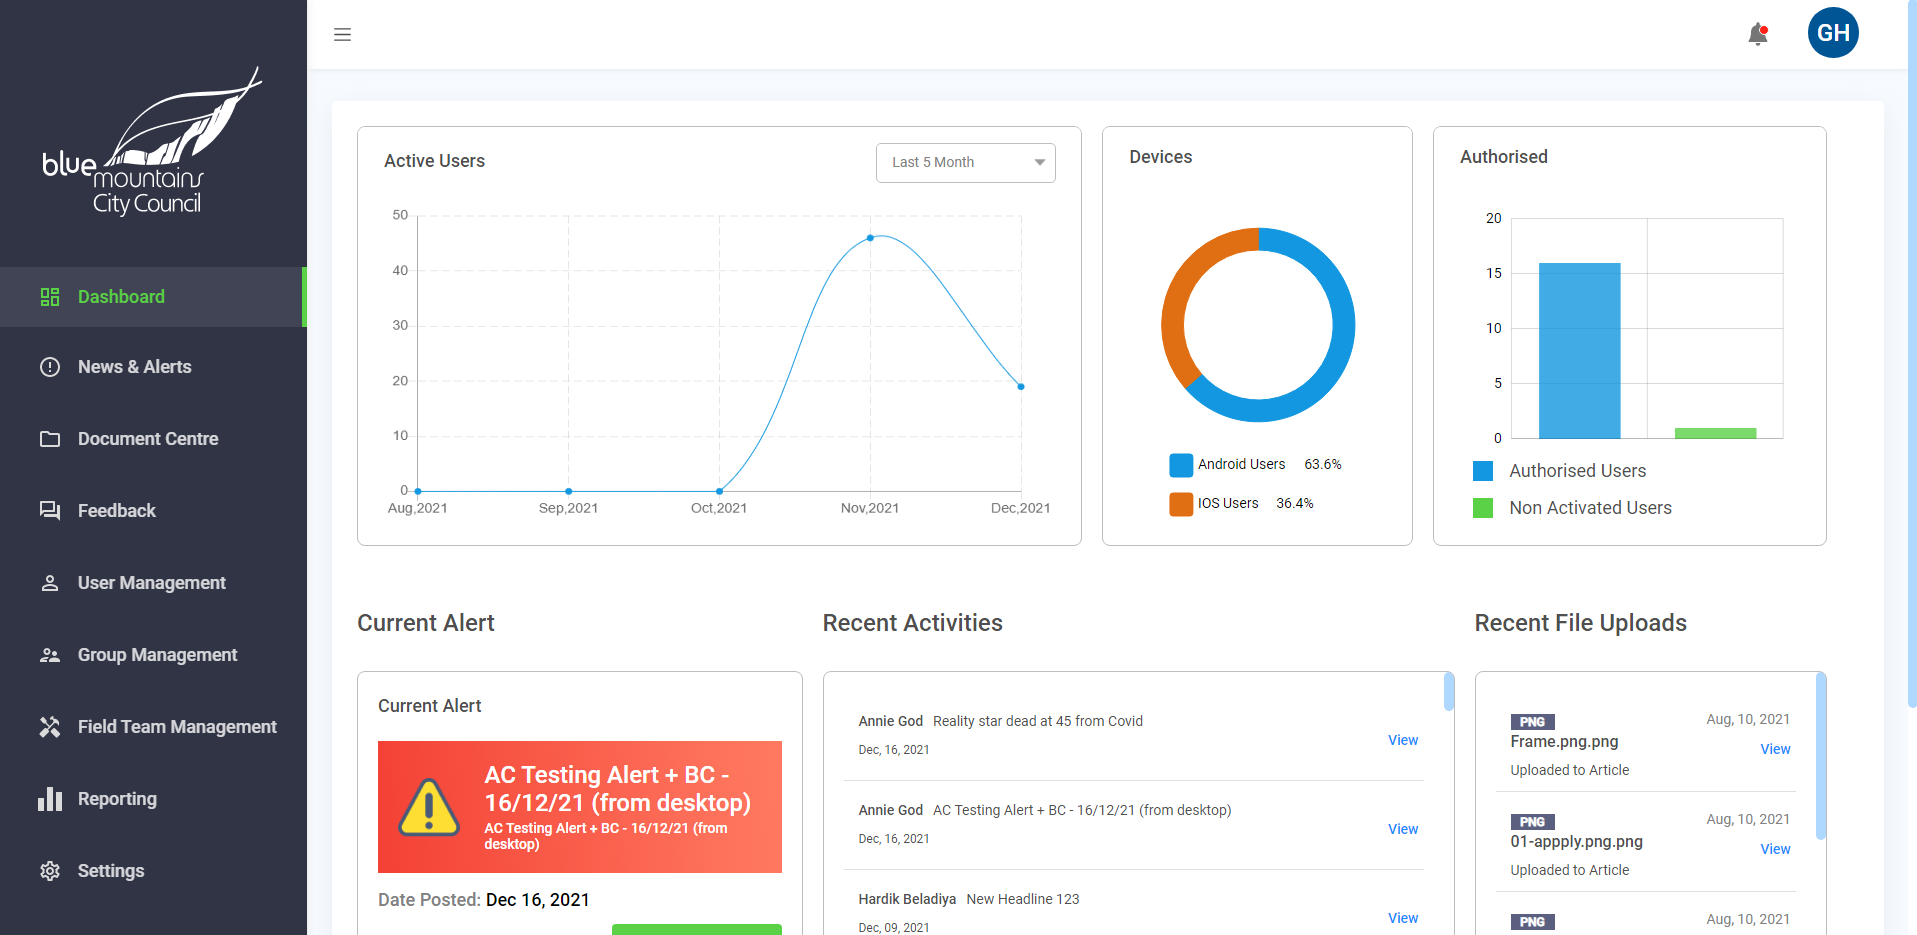 blue
mountains
City Council
Dashboard
News & Alerts
Document Centre
Feedback
User Management
Group Management
Field Team Management
Reporting
Settings
GH
Active Users
Last 5 Month
50
40
30
20
10
0
Aug,2021 Sep,2021 Oct,2021 Nov,2021 Dec,2021
Devices
Android Users 63.6%
IOS Users 36.4%
Authorised
20
15
10
5
0
Authorised Users
Non Activated Users
Current Alert
Current Alert
AC Testing Alert + BC -
16/12/21 (from desktop)
AC Testing Alert + BC - 16/12/21 (from
desktop)
Date Posted: Dec 16, 2021
Recent Activities
Annie God Reality star dead at 45 from Covid
Dec, 16, 2021
View
Annie God AC Testing Alert + BC - 16/12/21 (from desktop)
Dec, 16, 2021
View
Hardik Beladiya New Headline 123
Dec, 09, 2021
View
Recent File Uploads
PNG Aug, 10, 2021
Frame.png.png
View
Uploaded to Article
PNG Aug, 10, 2021
01-appply.png.png
View
Uploaded to Article
PNG Aug, 10, 2021